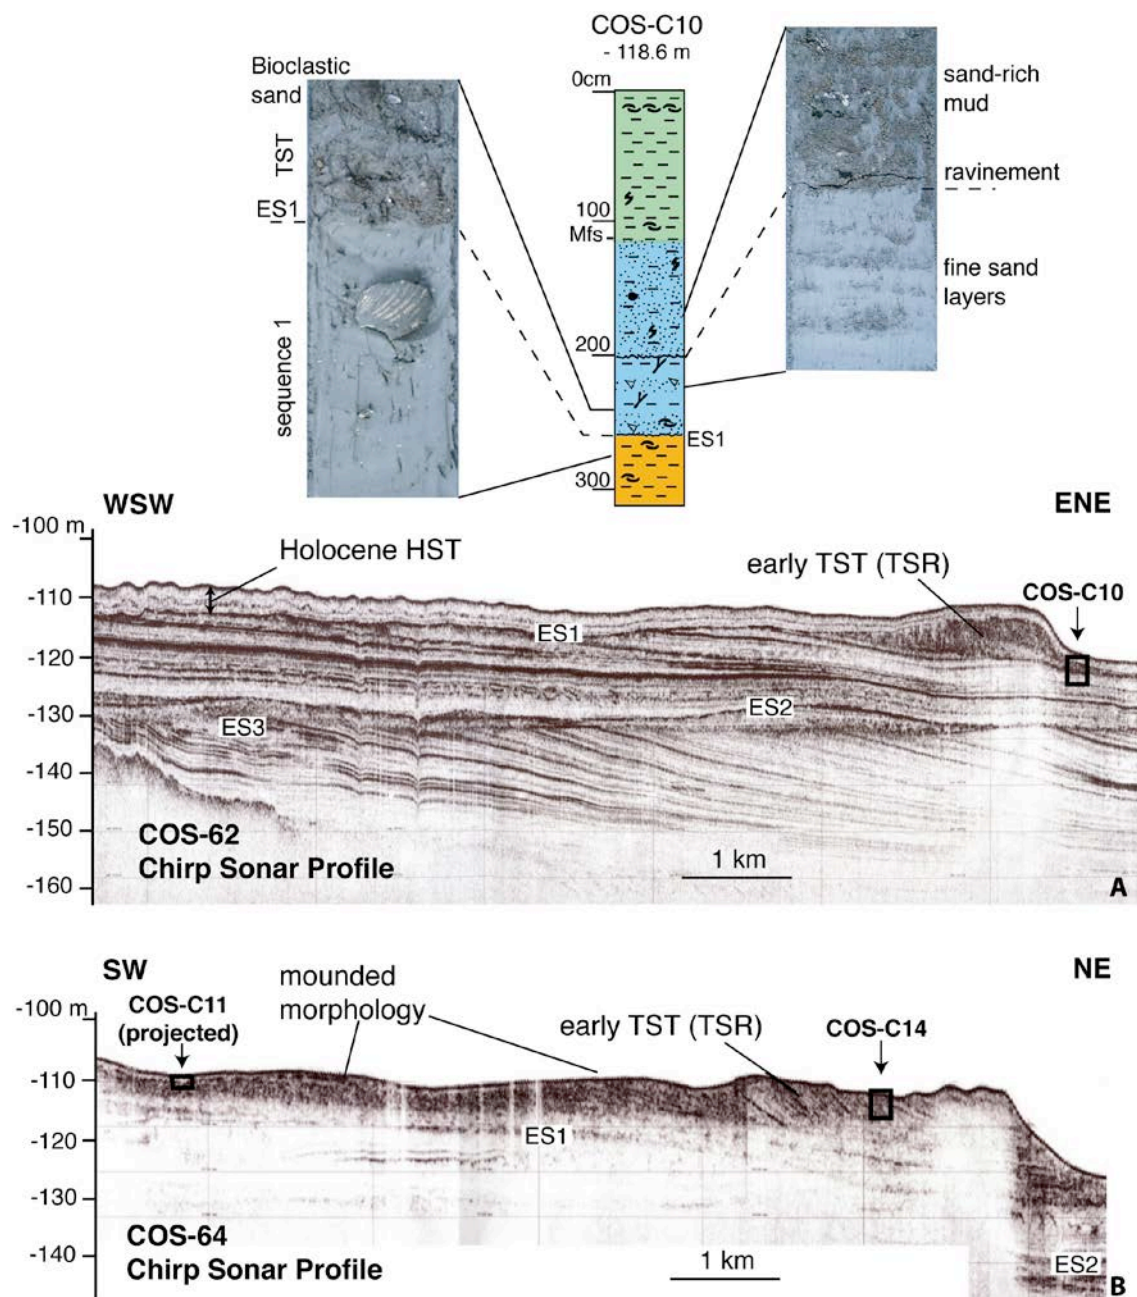 COS-C10
- 118.6 m
Bioclastic
sand
TST
ES1
sequence 1
0cm
100
Mfs
200
ES1
300
sand-rich
mud
ravinement
fine sand
layers
WSW
ENE
-100 m
-110
-120
-130
-140
-150
-160
Holocene HST
early TST (TSR)
COS-C10
ES1
ES2
ES3
COS-62
Chirp Sonar Profile
1 km
A
SW
NE
-100 m
-110
-120
-130
-140
COS-C11
(projected)
mounded
morphology
early TST (TSR)
COS-C14
ES1
COS-64
Chirp Sonar Profile
1 km
ES2
B